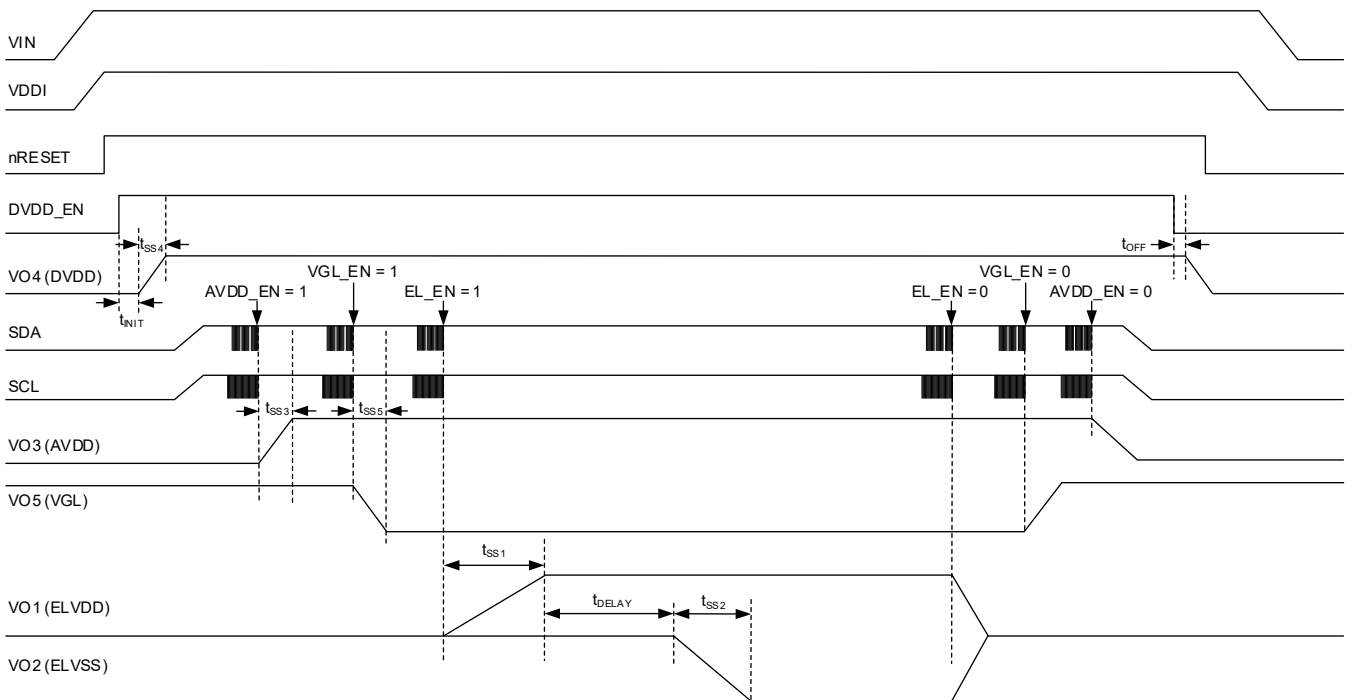 VIN
VDDI
nRESET
DVDD_EN
tSS4
tOFF
VO4 (DVDD)
VGL_EN = 1
VGL_EN = 0
AVDD_EN = 1
EL_EN = 1
EL_EN = 0
AVDD_EN = 0
tINIT
SDA
SCL
tSS3
tSS5
VO3 (AVDD)
VO5 (VGL)
tSS1
VO1 (ELVDD)
tDELAY
tSS2
VO2 (ELVSS)